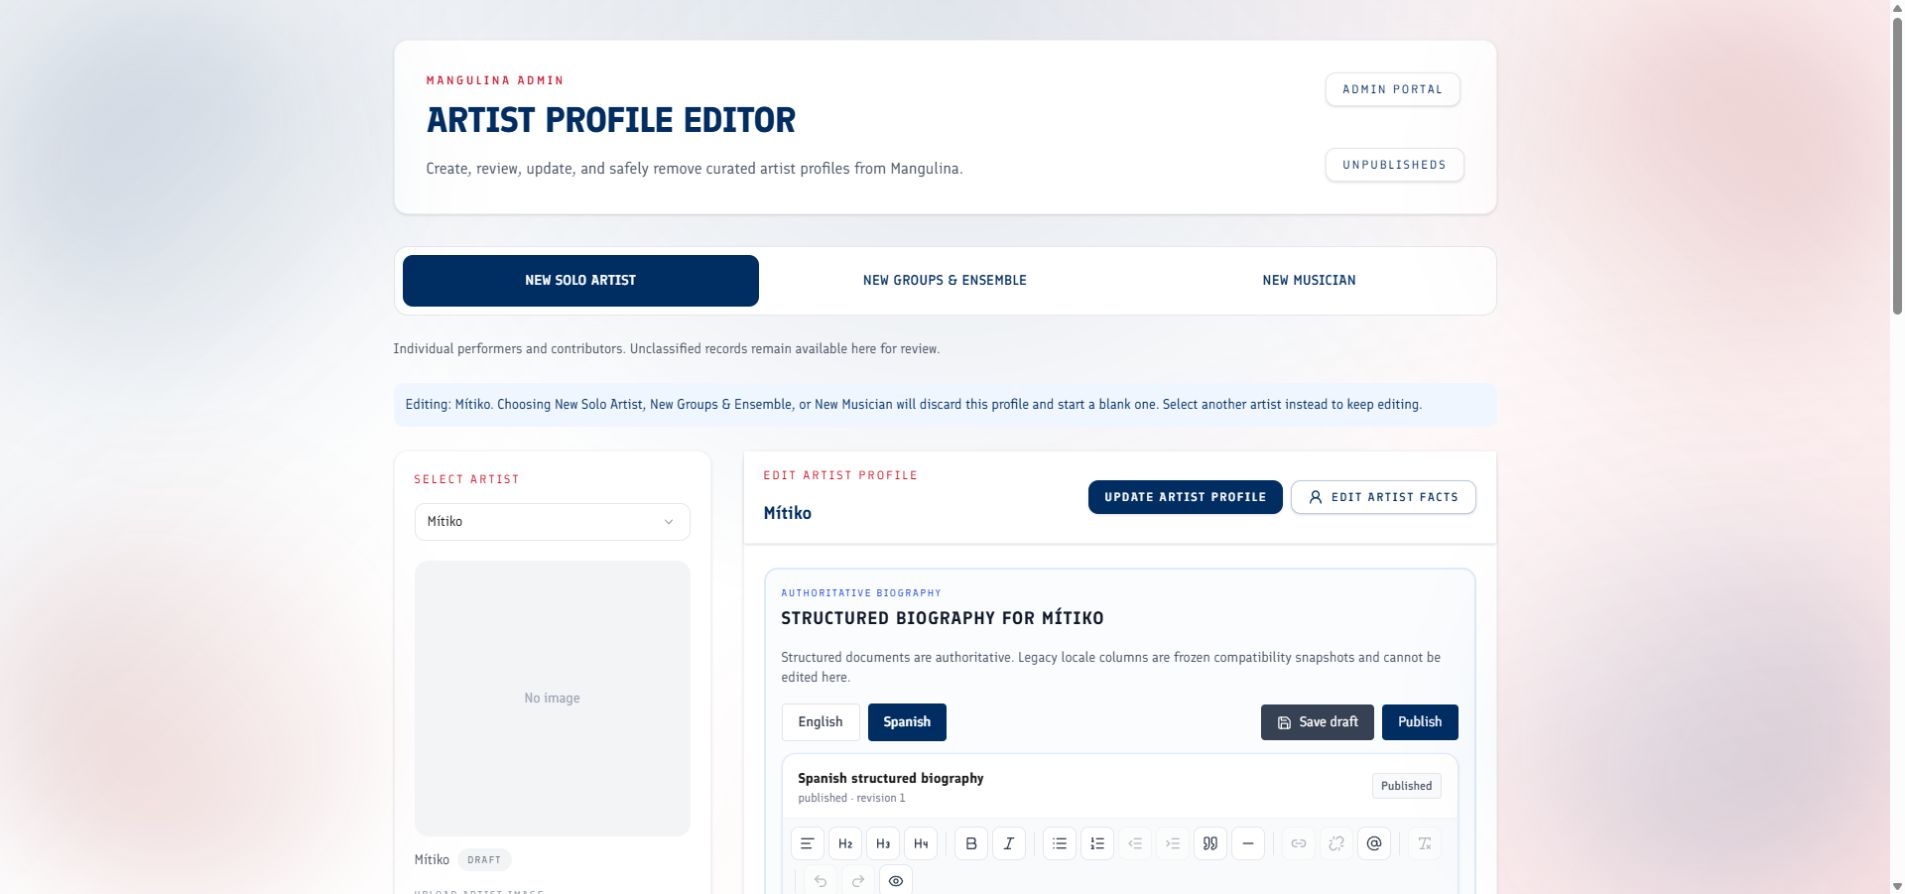 MANGULINA ADMIN
ARTIST PROFILE EDITOR
Create, review, update, and safely remove curated artist profiles from Mangulina.
ADMIN PORTAL
UNPUBLISHEDS
NEW SOLO ARTIST
NEW GROUPS & ENSEMBLE
NEW MUSICIAN
Individual performers and contributors. Unclassified records remain available here for review.
Editing: Mítiko. Choosing New Solo Artist, New Groups & Ensemble, or New Musician will discard this profile and start a blank one. Select another artist instead to keep editing.
SELECT ARTIST
Mítiko
No image
Mítiko DRAFT
UPLOAD ARTIST IMAGE
EDIT ARTIST PROFILE
Mítiko
UPDATE ARTIST PROFILE
EDIT ARTIST FACTS
AUTHORITATIVE BIOGRAPHY
STRUCTURED BIOGRAPHY FOR MÍTIKO
Structured documents are authoritative. Legacy locale columns are frozen compatibility snapshots and cannot be
edited here.
English Spanish
Save draft Publish
Spanish structured biography
published · revision 1
Published
H2 H3 H4 B I